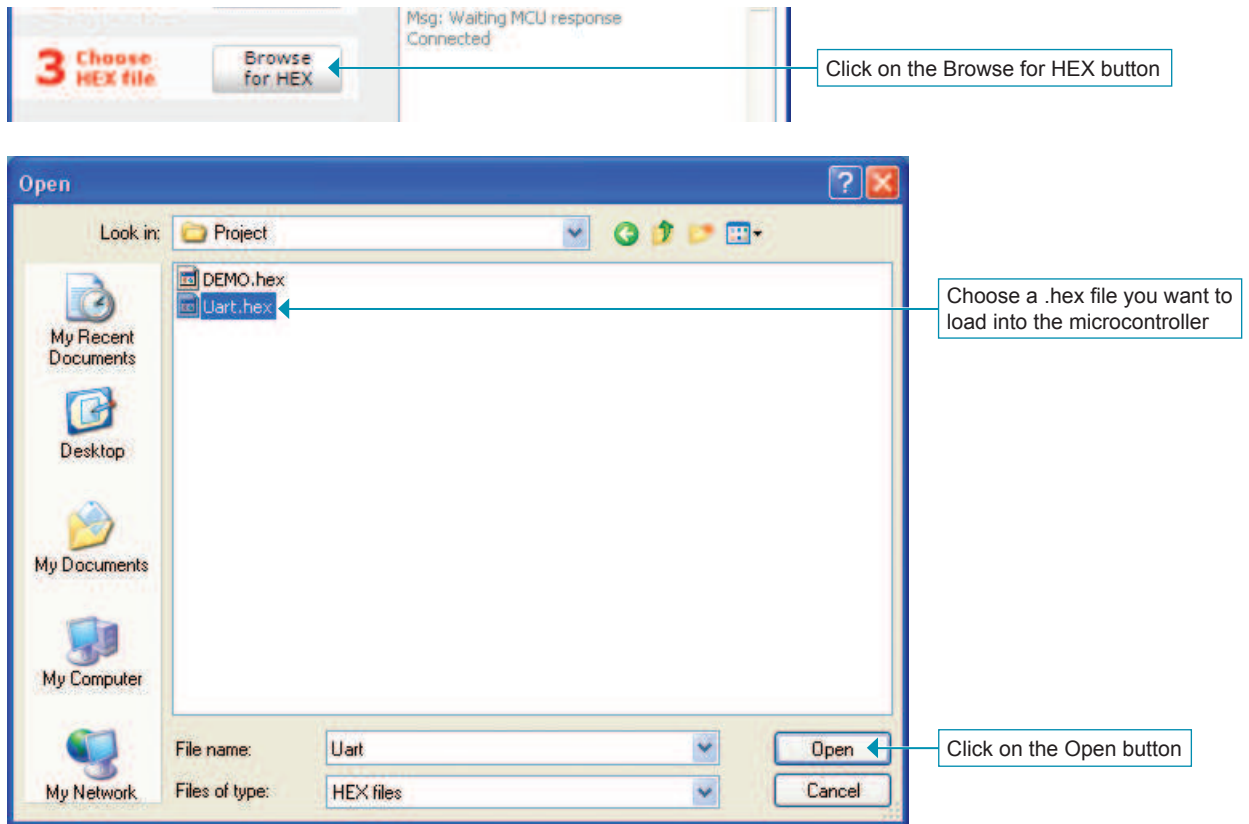 Msg: Waiting MCU response
Connected
3 Choose HEX file
Browse for HEX
Click on the Browse for HEX button
Open
Look in:
Project
DEMO.hex
Uart.hex
Choose a .hex file you want to
load into the microcontroller
My Recent
Documents
Desktop
My Documents
My Computer
My Network
File name:
Uart
Open
Click on the Open button
Files of type:
HEX files
Cancel